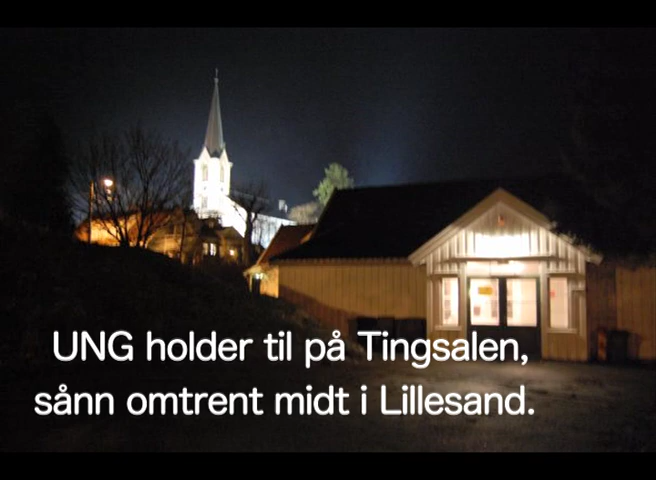 UNG holder til på Tingsalen,
sånn omtrent midt i Lillesand.